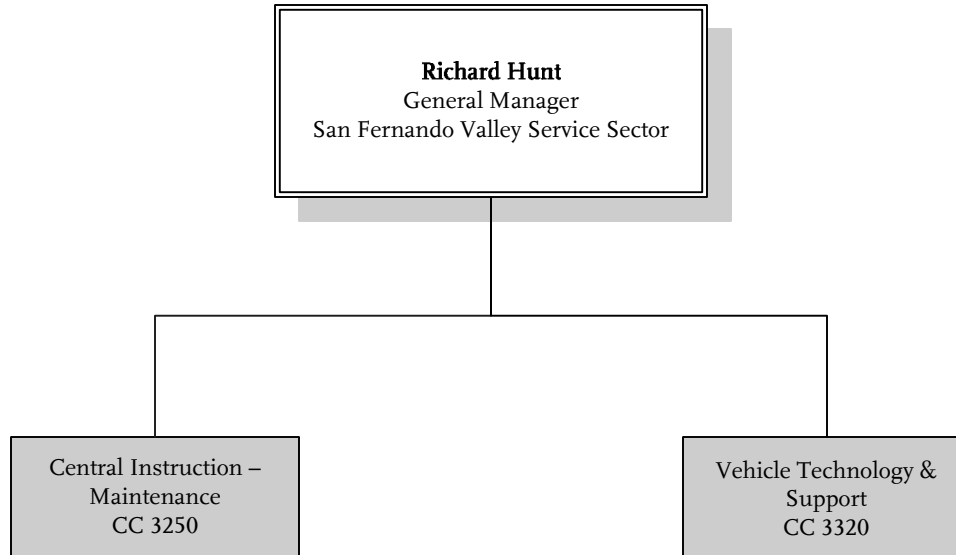 Richard Hunt
General Manager
San Fernando Valley Service Sector
Central Instruction –
Maintenance
CC 3250
Vehicle Technology &
Support
CC 3320